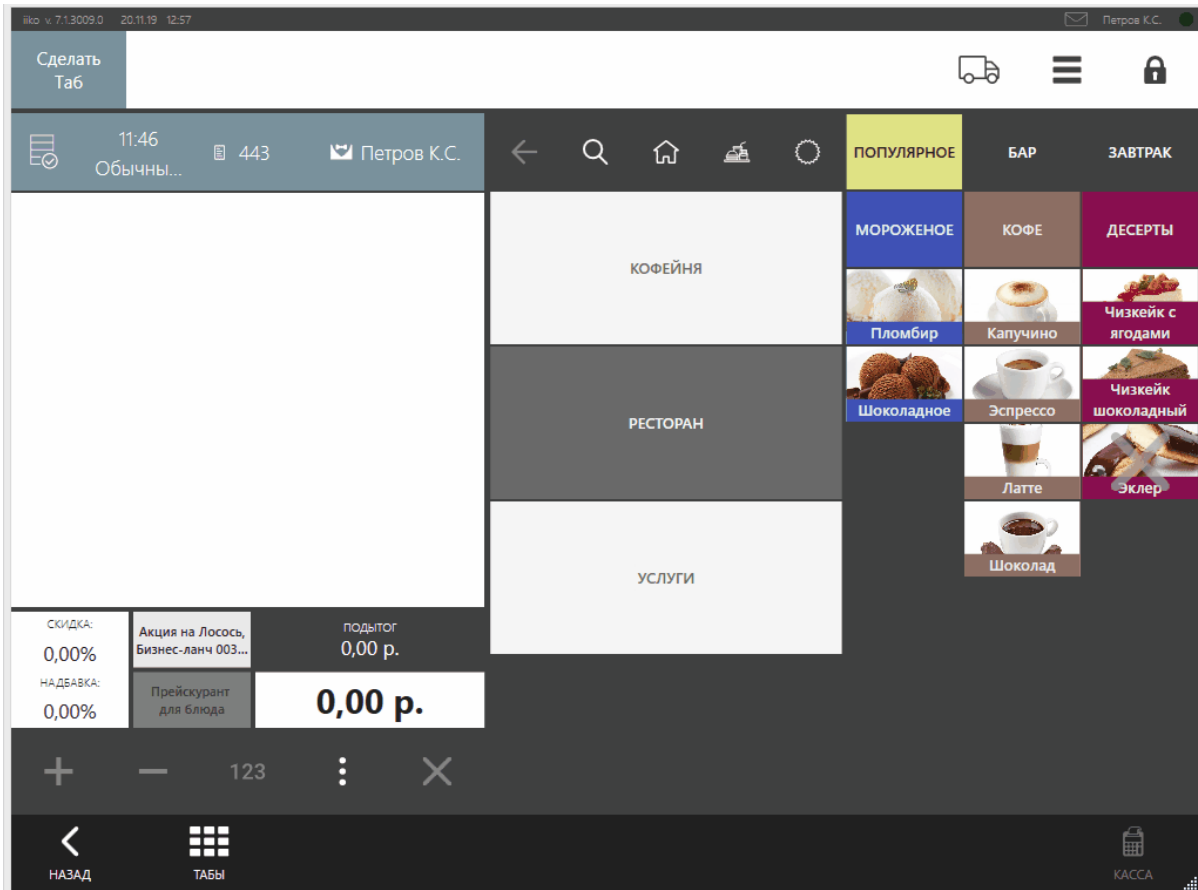 iiko v. 7.1.3009.0 20.11.19 12:57 Петров К.С.
Сделать
Таб
11:46
Обычны...
443
Петров К.С.
ПОПУЛЯРНОЕ
БАР
ЗАВТРАК
МОРОЖЕНОЕ
КОФЕ
ДЕСЕРТЫ
КОФЕЙНЯ
Пломбир
Капучино
Чизкейк с
ягодами
РЕСТОРАН
Шоколадное
Эспрессо
Чизкейк
шоколадный
Латте
Эклер
УСЛУГИ
Шоколад
СКИДКА:
0,00%
НАДБАВКА:
0,00%
Акция на Лосось,
Бизнес-ланч 003...
Прейскурант
для блюда
ПОДЫТОГ
0,00 р.
0,00 р.
123
НАЗАД
ТАБЫ
КАССА